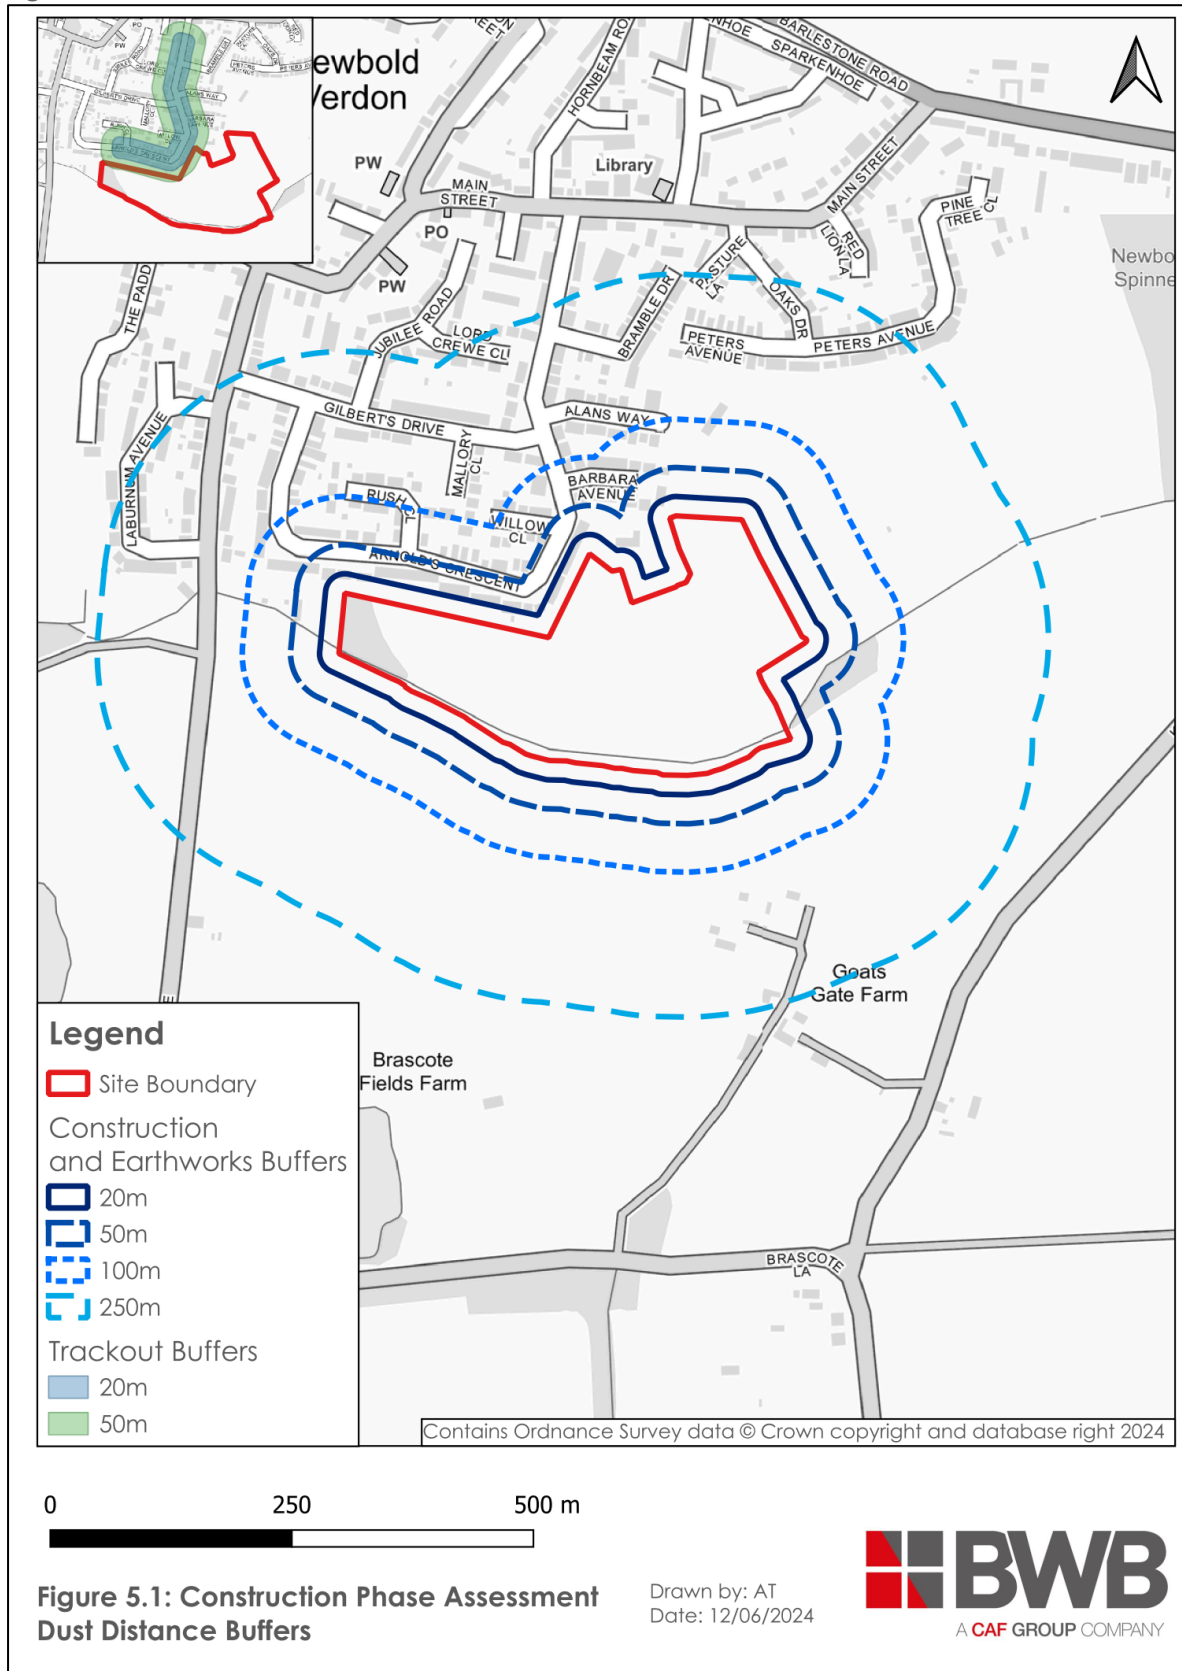 ewbold
Verdon
PW
MAIN
STREET
PO
PW
Library
HORNBEAM RO
ENHOE
SPARKENHOE
BARLESTONE ROAD
MAIN STREET
RED
LION LA
PINE
TREE CL
Newbo
Spinne
PASTURE
LA
OAKS DR
BRAMBLE DR
PETERS
AVENUE
PETERS AVENUE
THE PADD
JUBILEE ROAD
LORD
CREWE CL
GILBERT'S DRIVE
ALANS WAY
LABURNUM AVENUE
MALLORY
CL
BARBARA
AVENUE
RUSH CL
WILLOW
CL
ARNOLD'S CRESCENT
Goats
Gate Farm
Brascote
Fields Farm
BRASCOTE
LA
Legend
Site Boundary
Construction
and Earthworks Buffers
20m
50m
100m
250m
Trackout Buffers
20m
50m
Contains Ordnance Survey data © Crown copyright and database right 2024
0 250 500 m
Figure 5.1: Construction Phase Assessment
Dust Distance Buffers
Drawn by: AT
Date: 12/06/2024
BWB
A CAF GROUP COMPANY